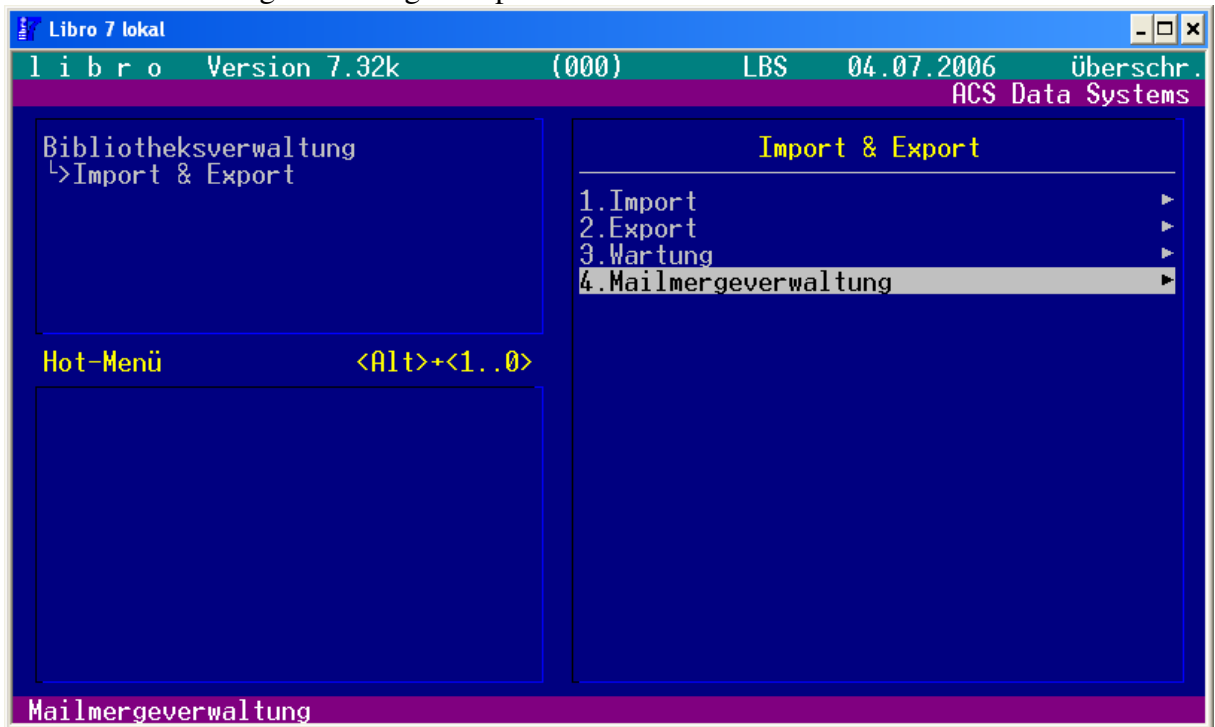 Libro 7 lokal
l i b r o Version 7.32k (000) LBS 04.07.2006 überschr.
ACS Data Systems
Bibliotheksverwaltung
└>Import & Export
Import & Export
1.Import ►
2.Export ►
3.Wartung ►
4.Mailmergeverwaltung ►
Hot-Menü <Alt>+<1..0>
Mailmergeverwaltung